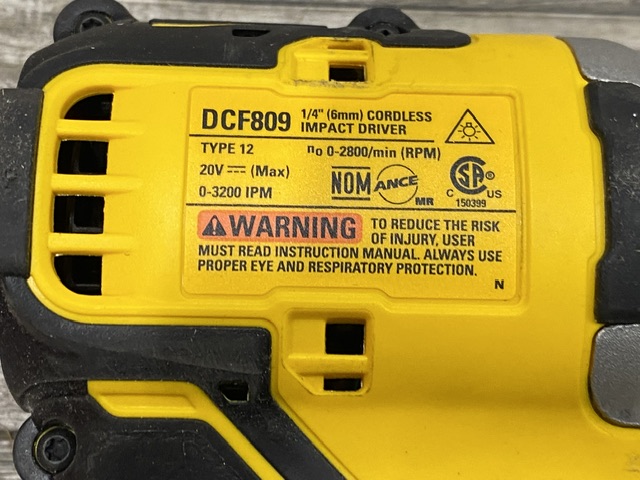 DCF809 1/4" (6mm) CORDLESS
IMPACT DRIVER
TYPE 12 no 0-2800/min (RPM)
20V ⎓ (Max)
0-3200 IPM
NOM ANCE MR
C SA ® C US
150399
⚠WARNING TO REDUCE THE RISK
OF INJURY, USER
MUST READ INSTRUCTION MANUAL. ALWAYS USE
PROPER EYE AND RESPIRATORY PROTECTION.
N